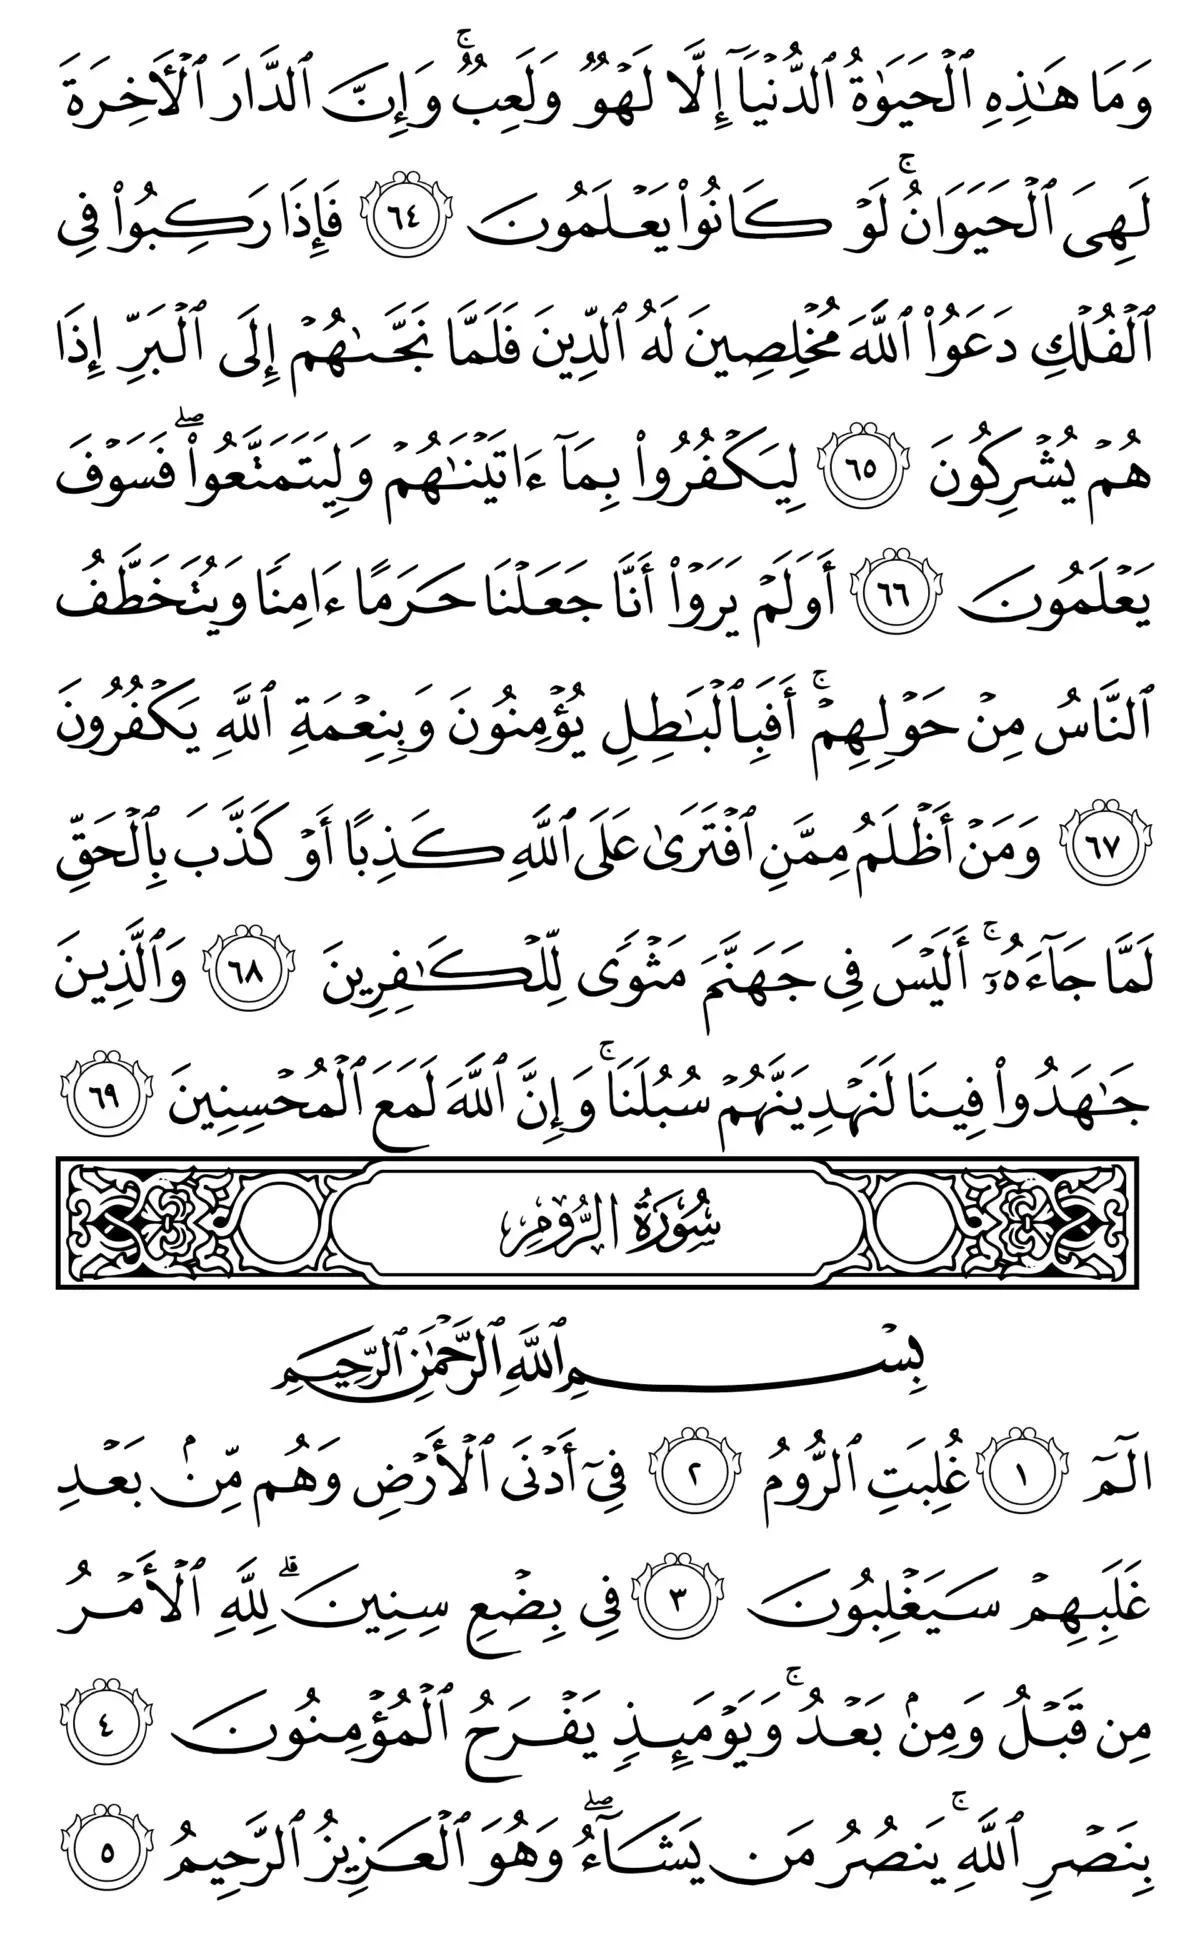 وَمَا هَٰذِهِ ٱلْحَيَوٰةُ ٱلدُّنْيَآ إِلَّا لَهْوٌ وَلَعِبٌ ۚ وَإِنَّ ٱلدَّارَ ٱلْأَخِرَةَ
لَهِىَ ٱلْحَيَوَانُ ۚ لَوْ كَانُوا۟ يَعْلَمُونَ ٦٤ فَإِذَا رَكِبُوا۟ فِى
ٱلْفُلْكِ دَعَوُا۟ ٱللَّهَ مُخْلِصِينَ لَهُ ٱلدِّينَ فَلَمَّا نَجَّىٰهُمْ إِلَى ٱلْبَرِّ إِذَا
هُمْ يُشْرِكُونَ ٦٥ لِيَكْفُرُوا۟ بِمَآ ءَاتَيْنَٰهُمْ وَلِيَتَمَتَّعُوا۟ ۖ فَسَوْفَ
يَعْلَمُونَ ٦٦ أَوَلَمْ يَرَوْا۟ أَنَّا جَعَلْنَا حَرَمًا ءَامِنًا وَيُتَخَطَّفُ
ٱلنَّاسُ مِنْ حَوْلِهِمْ ۚ أَفَبِٱلْبَٰطِلِ يُؤْمِنُونَ وَبِنِعْمَةِ ٱللَّهِ يَكْفُرُونَ
٦٧ وَمَنْ أَظْلَمُ مِمَّنِ ٱفْتَرَىٰ عَلَى ٱللَّهِ كَذِبًا أَوْ كَذَّبَ بِٱلْحَقِّ
لَمَّا جَآءَهُۥٓ ۚ أَلَيْسَ فِى جَهَنَّمَ مَثْوًى لِّلْكَٰفِرِينَ ٦٨ وَٱلَّذِينَ
جَٰهَدُوا۟ فِينَا لَنَهْدِيَنَّهُمْ سُبُلَنَا ۚ وَإِنَّ ٱللَّهَ لَمَعَ ٱلْمُحْسِنِينَ ٦٩
سُورَةُ الرُّومِ
بِسْمِ ٱللَّهِ ٱلرَّحْمَٰنِ ٱلرَّحِيمِ
الٓمٓ ١ غُلِبَتِ ٱلرُّومُ ٢ فِىٓ أَدْنَى ٱلْأَرْضِ وَهُم مِّنۢ بَعْدِ
غَلَبِهِمْ سَيَغْلِبُونَ ٣ فِى بِضْعِ سِنِينَ ۗ لِلَّهِ ٱلْأَمْرُ
مِن قَبْلُ وَمِنۢ بَعْدُ ۚ وَيَوْمَئِذٍ يَفْرَحُ ٱلْمُؤْمِنُونَ ٤
بِنَصْرِ ٱللَّهِ ۚ يَنصُرُ مَن يَشَآءُ ۖ وَهُوَ ٱلْعَزِيزُ ٱلرَّحِيمُ ٥